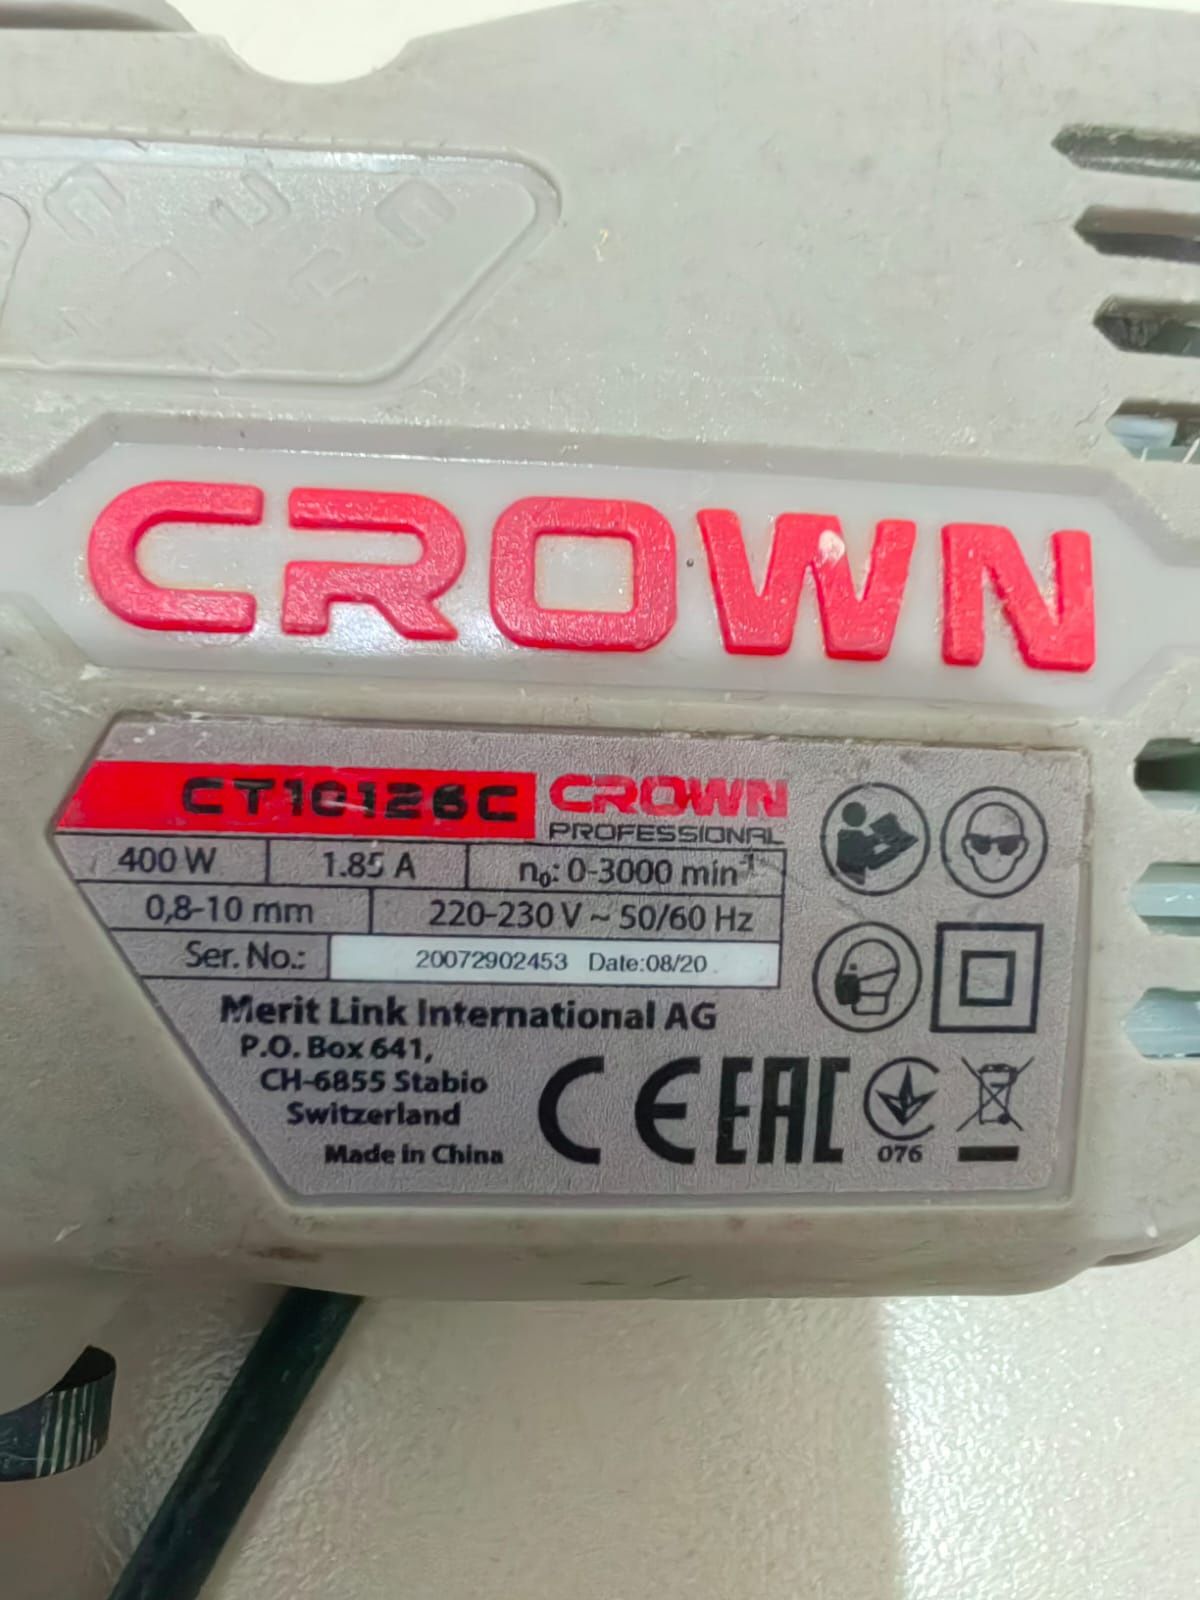 CROWN
CT10126C CROWN
PROFESSIONAL
400 W 1.85 A n₀: 0-3000 min⁻¹
0,8-10 mm 220-230 V ~ 50/60 Hz
Ser. No.: 20072902453 Date:08/20
Merit Link International AG
P.O. Box 641,
CH-6855 Stabio
Switzerland
Made in China
CE EAC 076